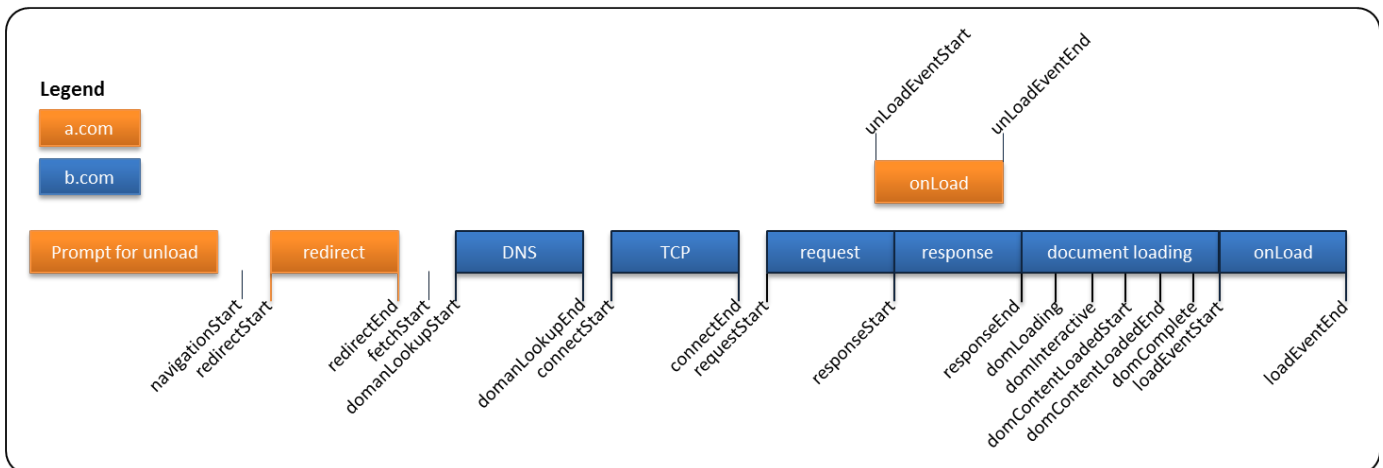 Legend
a.com
b.com
unLoadEventStart
unLoadEventEnd
onLoad
Prompt for unload
redirect
DNS
TCP
request
response
document loading
onLoad
navigationStart
redirectStart
redirectEnd
fetchStart
domanLookupStart
domanLookupEnd
connectStart
connectEnd
requestStart
responseStart
responseEnd
domLoading
domInteractive
domContentLoadedStart
domContentLoadedEnd
domComplete
loadEventStart
loadEventEnd